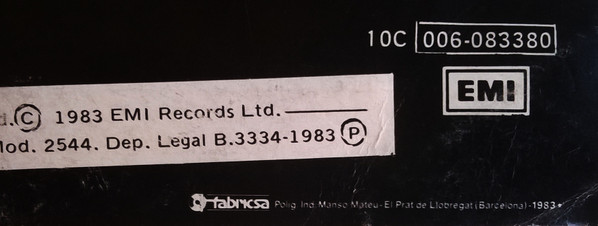 10C 006-083380
EMI
d. Ⓒ 1983 EMI Records Ltd.
Mod. 2544. Dep. Legal B.3334-1983 Ⓟ
fabricsa Polig. Ind. Manso Mateu - El Prat de Llobregat (Barcelona) - 1983